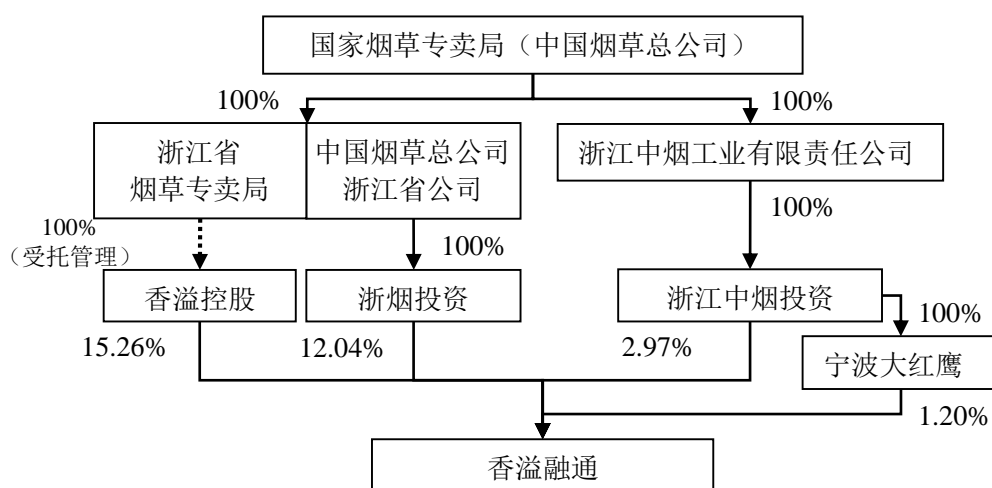 国家烟草专卖局（中国烟草总公司）
100%
100%
浙江省
烟草专卖局
中国烟草总公司
浙江省公司
浙江中烟工业有限责任公司
100%
（受托管理）
100%
100%
香溢控股
浙烟投资
浙江中烟投资
100%
15.26%
12.04%
2.97%
宁波大红鹰
1.20%
香溢融通